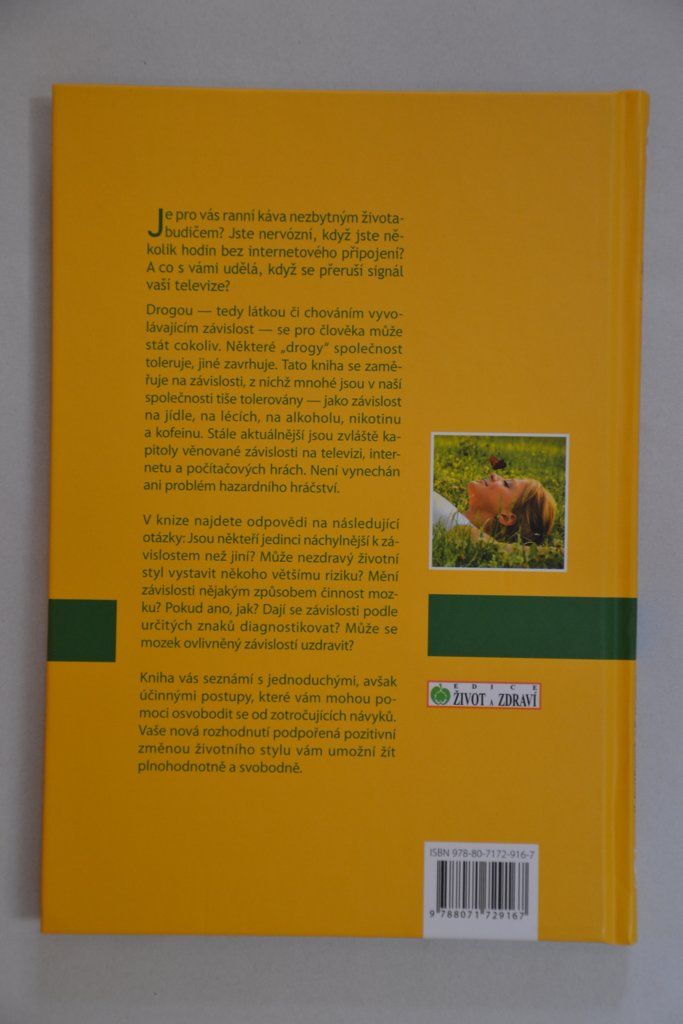 Je pro vás ranní káva nezbytným života-
budičem? Jste nervózní, když jste ně-
kolik hodin bez internetového připojení?
A co s vámi udělá, když se přeruší signál
vaší televize?
Drogou — tedy látkou či chováním vyvo-
lávajícím závislost — se pro člověka může
stát cokoliv. Některé „drogy“ společnost
toleruje, jiné zavrhuje. Tato kniha se zamě-
řuje na závislosti, z nichž mnohé jsou v naší
společnosti tiše tolerovány — jako závislost
na jídle, na lécích, na alkoholu, nikotinu
a kofeinu. Stále aktuálnější jsou zvláště ka-
pitoly věnované závislosti na televizi, inter-
netu a počítačových hrách. Není vynechán
ani problém hazardního hráčství.
V knize najdete odpovědi na následující
otázky: Jsou někteří jedinci náchylnější k zá-
vislostem než jiní? Může nezdravý životní
styl vystavit někoho většímu riziku? Mění
závislosti nějakým způsobem činnost moz-
ku? Pokud ano, jak? Dají se závislosti podle
určitých znaků diagnostikovat? Může se
mozek ovlivněný závislostí uzdravit?
Kniha vás seznámí s jednoduchými, avšak
účinnými postupy, které vám mohou po-
moci osvobodit se od zotročujících návyků.
Vaše nová rozhodnutí podpořená pozitivní
změnou životního stylu vám umožní žít
plnohodnotně a svobodně.
EDICE
ŽIVOT A ZDRAVÍ
ISBN 978-80-7172-916-7
9 788071 729167